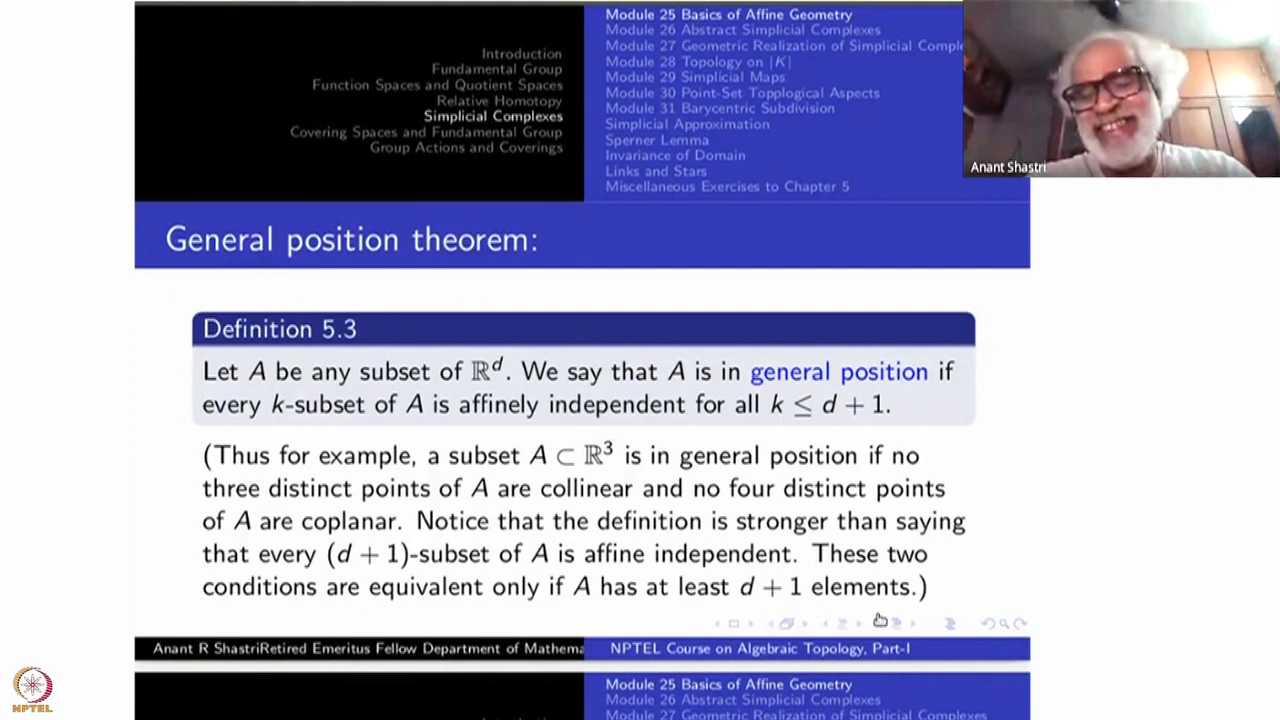 Introduction
Fundamental Group
Function Spaces and Quotient Spaces
Relative Homotopy
Simplicial Complexes
Covering Spaces and Fundamental Group
Group Actions and Coverings
Module 25 Basics of Affine Geometry
Module 26 Abstract Simplicial Complexes
Module 27 Geometric Realization of Simplicial Comple
Module 28 Topology on |K|
Module 29 Simplicial Maps
Module 30 Point-Set Topplogical Aspects
Module 31 Barycentric Subdivision
Simplicial Approximation
Sperner Lemma
Invariance of Domain
Links and Stars
Miscellaneous Exercises to Chapter 5
Anant Shastri
General position theorem:
Definition 5.3
Let A be any subset of ℝᵈ. We say that A is in general position if
every k-subset of A is affinely independent for all k ≤ d + 1.
(Thus for example, a subset A ⊂ ℝ³ is in general position if no
three distinct points of A are collinear and no four distinct points
of A are coplanar. Notice that the definition is stronger than saying
that every (d + 1)-subset of A is affine independent. These two
conditions are equivalent only if A has at least d + 1 elements.)
Anant R ShastriRetired Emeritus Fellow Department of Mathema
NPTEL Course on Algebraic Topology, Part-I
Module 25 Basics of Affine Geometry
Module 26 Abstract Simplicial Complexes
Module 27 Geometric Realization of Simplicial Complexes
NPTEL